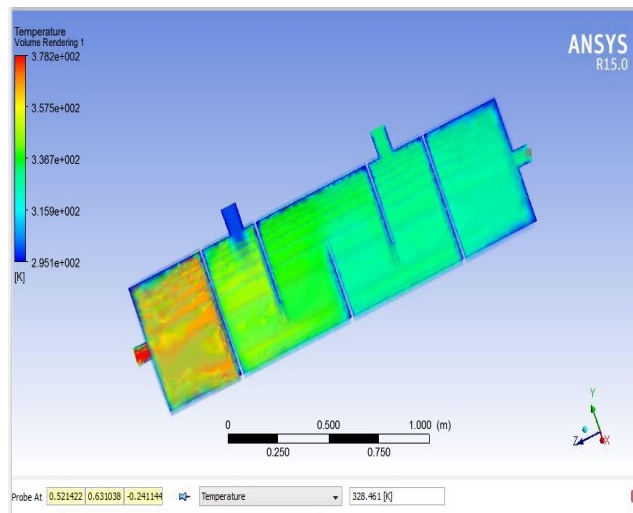 Temperature
Volume Rendering 1
3.782e+002
3.575e+002
3.367e+002
3.159e+002
2.951e+002
[K]
ANSYS
R15.0
0 0.500 1.000 (m)
0.250 0.750
Y
Z X
Probe At 0.521422 0.631038 -0.241144 Temperature 328.461 [K]